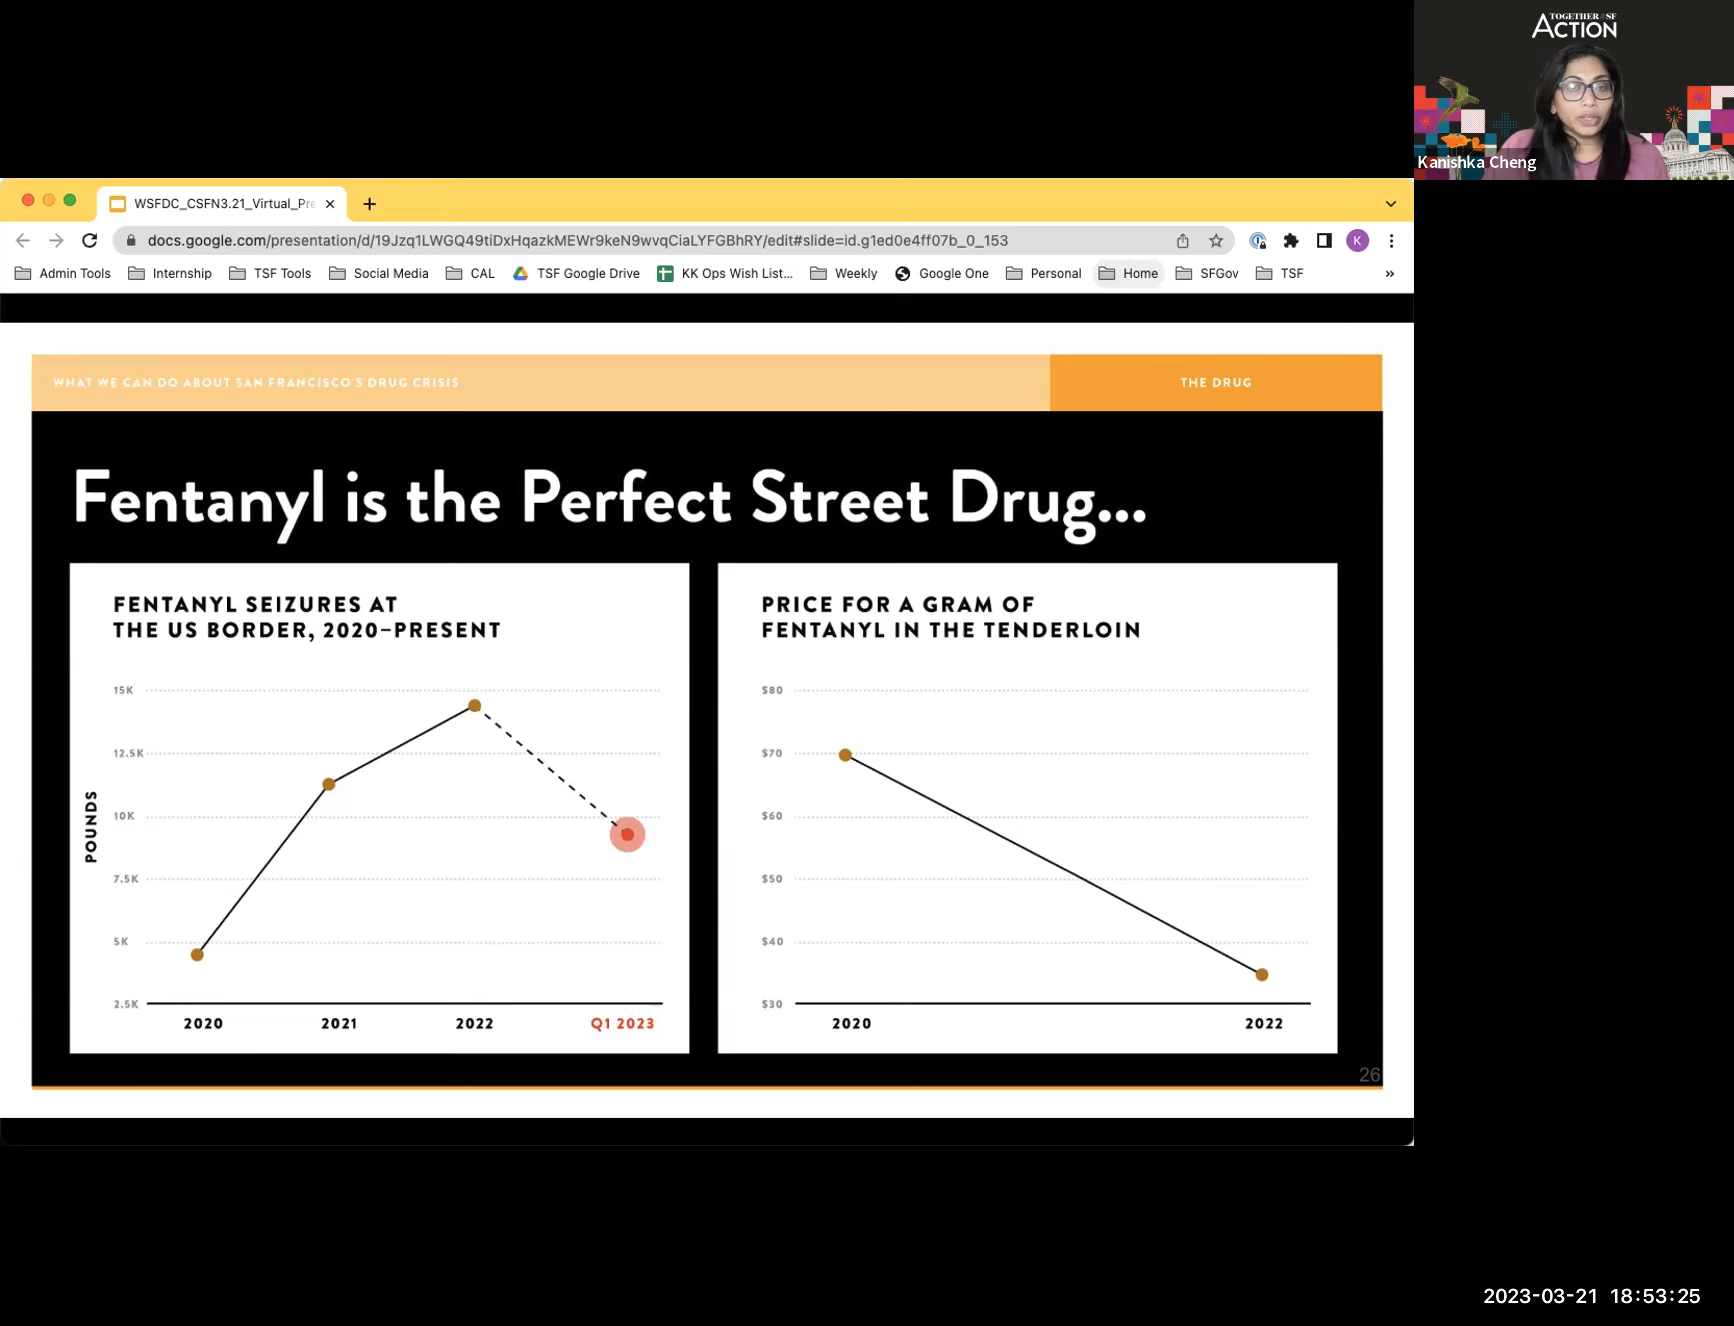 TOGETHER SF
ACTION
Kanishka Cheng
WSFDC_CSFN3.21_Virtual_Pre
docs.google.com/presentation/d/19Jzq1LWGQ49tiDxHqazkMEWr9keN9wvqCiaLYFGBhRY/edit#slide=id.g1ed0e4ff07b_0_153
K
Admin Tools Internship TSF Tools Social Media CAL TSF Google Drive KK Ops Wish List... Weekly Google One Personal Home SFGov TSF »
WHAT WE CAN DO ABOUT SAN FRANCISCO'S DRUG CRISIS
THE DRUG
Fentanyl is the Perfect Street Drug...
FENTANYL SEIZURES AT
THE US BORDER, 2020–PRESENT
POUNDS
15K
12.5K
10K
7.5K
5K
2.5K
2020 2021 2022 Q1 2023
PRICE FOR A GRAM OF
FENTANYL IN THE TENDERLOIN
$80
$70
$60
$50
$40
$30
2020 2022
26
2023-03-21 18:53:25